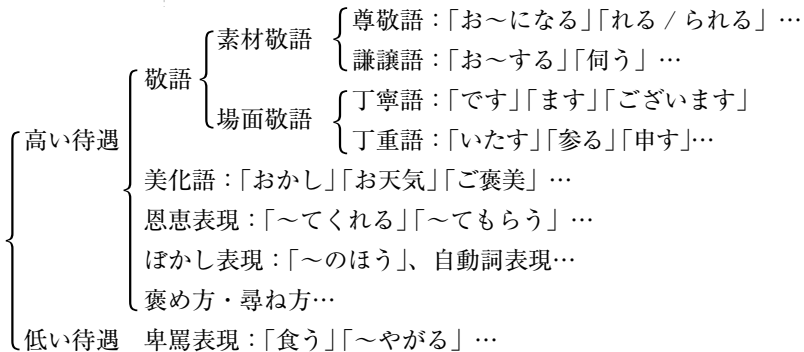 尊敬語：「お～になる」「れる / られる」…
素材敬語
謙譲語：「お～する」「伺う」…
敬語
丁寧語：「です」「ます」「ございます」
場面敬語
丁重語：「いたす」「参る」「申す」…
高い待遇
美化語：「おかし」「お天気」「ご褒美」…
恩恵表現：「～てくれる」「～てもらう」…
ぼかし表現：「～のほう」、自動詞表現…
褒め方・尋ね方…
低い待遇　卑罵表現：「食う」「～やがる」…